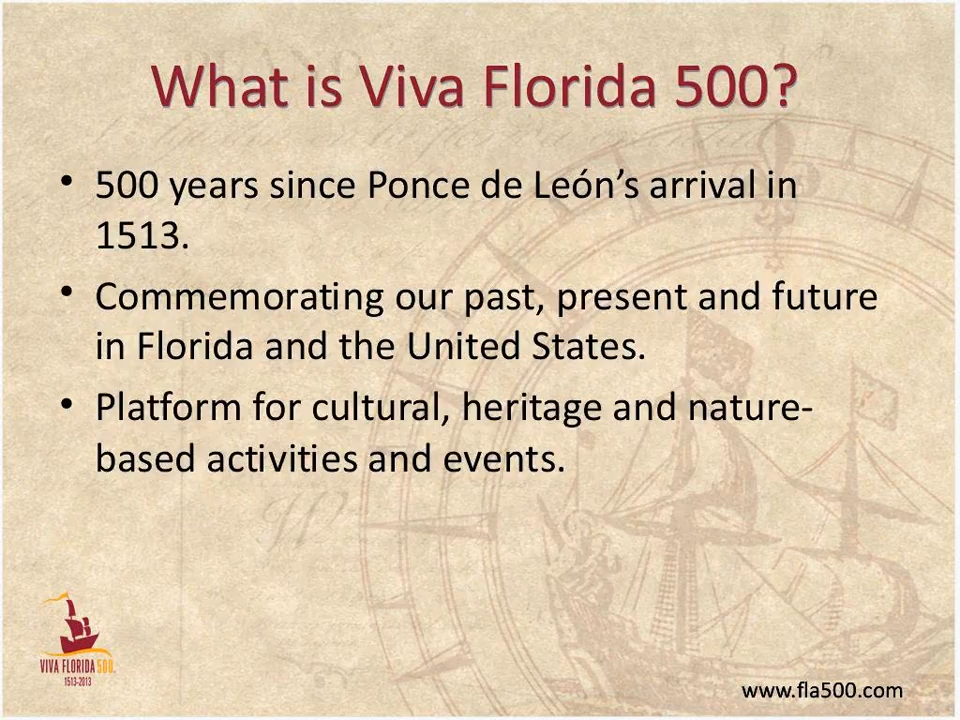 What is Viva Florida 500?
• 500 years since Ponce de León’s arrival in
1513.
• Commemorating our past, present and future
in Florida and the United States.
• Platform for cultural, heritage and nature-
based activities and events.
VIVA FLORIDA 500.
1513-2013
www.fla500.com